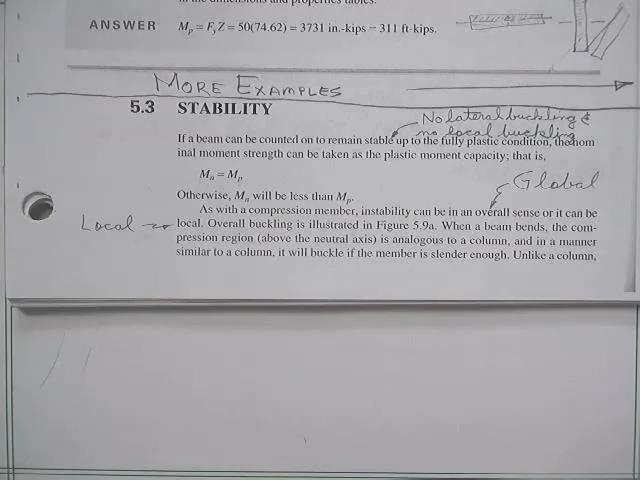 in the dimensions and properties tables.
ANSWER Mp = FyZ = 50(74.62) = 3731 in.-kips = 311 ft-kips.
MORE EXAMPLES
5.3 STABILITY
No lateral buckling &
no local buckling
If a beam can be counted on to remain stable up to the fully plastic condition, the nom
inal moment strength can be taken as the plastic moment capacity; that is,
Mn = Mp
Global
Otherwise, Mn will be less than Mp.
As with a compression member, instability can be in an overall sense or it can be
Local
local. Overall buckling is illustrated in Figure 5.9a. When a beam bends, the com-
pression region (above the neutral axis) is analogous to a column, and in a manner
similar to a column, it will buckle if the member is slender enough. Unlike a column,